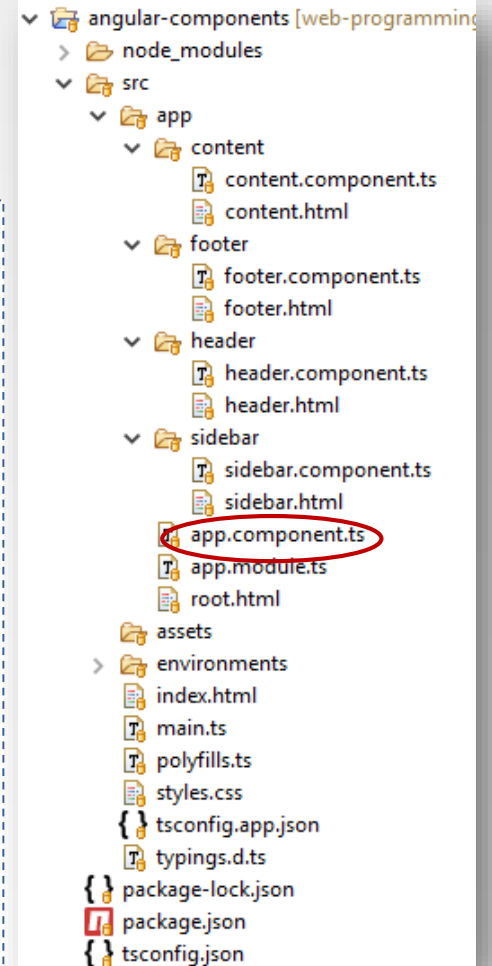 angular-components [web-programming
node_modules
src
app
content
content.component.ts
content.html
footer
footer.component.ts
footer.html
header
header.component.ts
header.html
sidebar
sidebar.component.ts
sidebar.html
app.component.ts
app.module.ts
root.html
assets
environments
index.html
main.ts
polyfills.ts
styles.css
tsconfig.app.json
typings.d.ts
package-lock.json
package.json
tsconfig.json